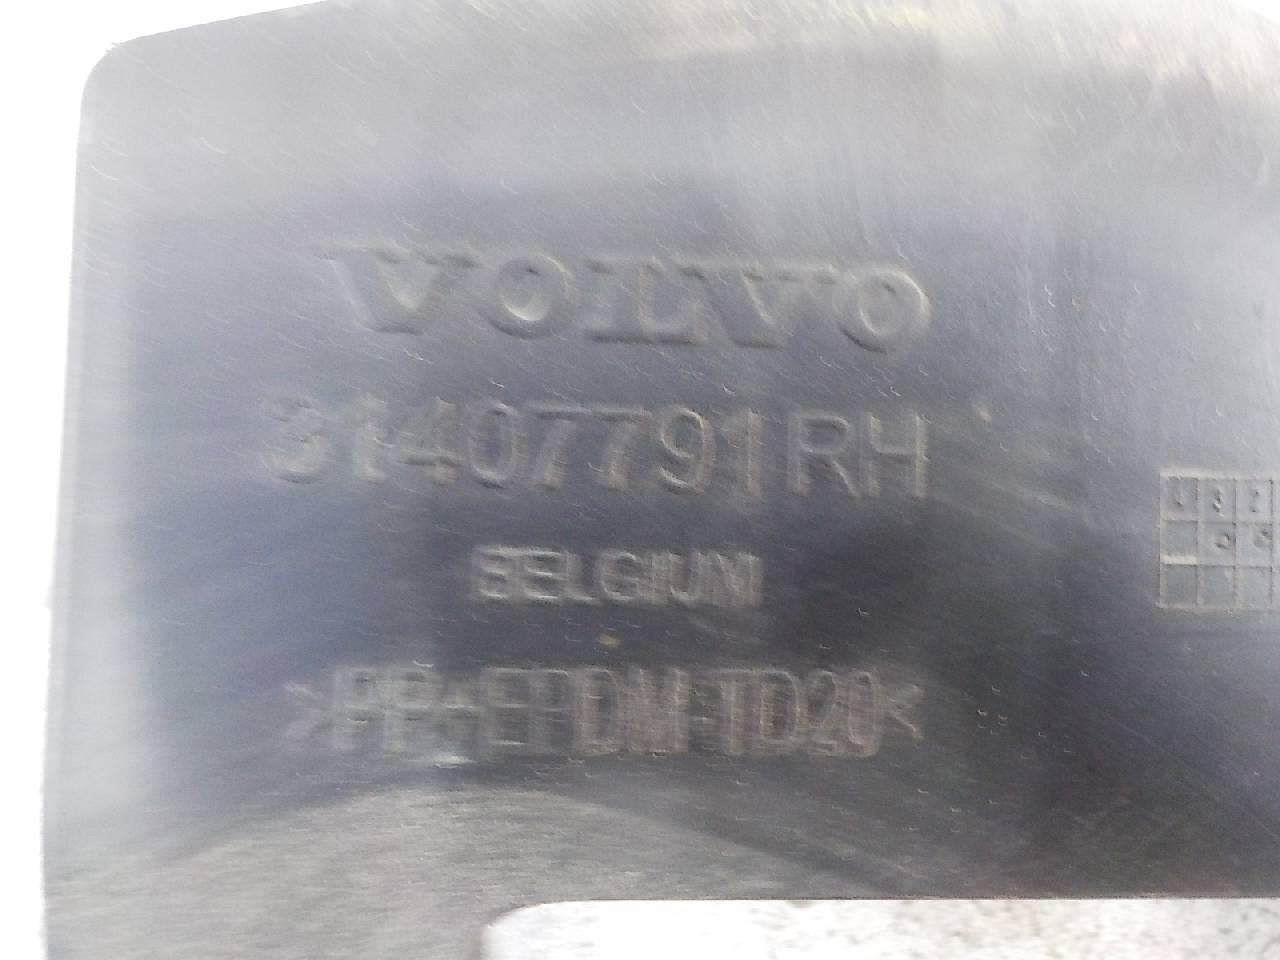 VOLVO
31407791RH
BELGIUM
>PP+EPDM-TD20<